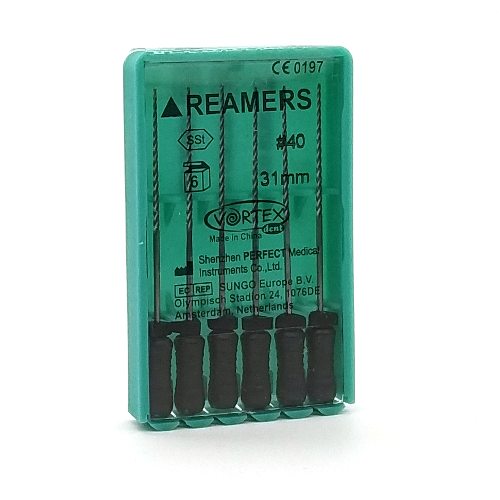 CE 0197
▲REAMERS
SSt
#40
6
31mm
VORTEX
dent
Made in China
Shenzhen PERFECT Medical
Instruments Co.,Ltd.
EC REP SUNGO Europe B.V.
Olympisch Stadion 24, 1076DE
Amsterdam, Netherlands